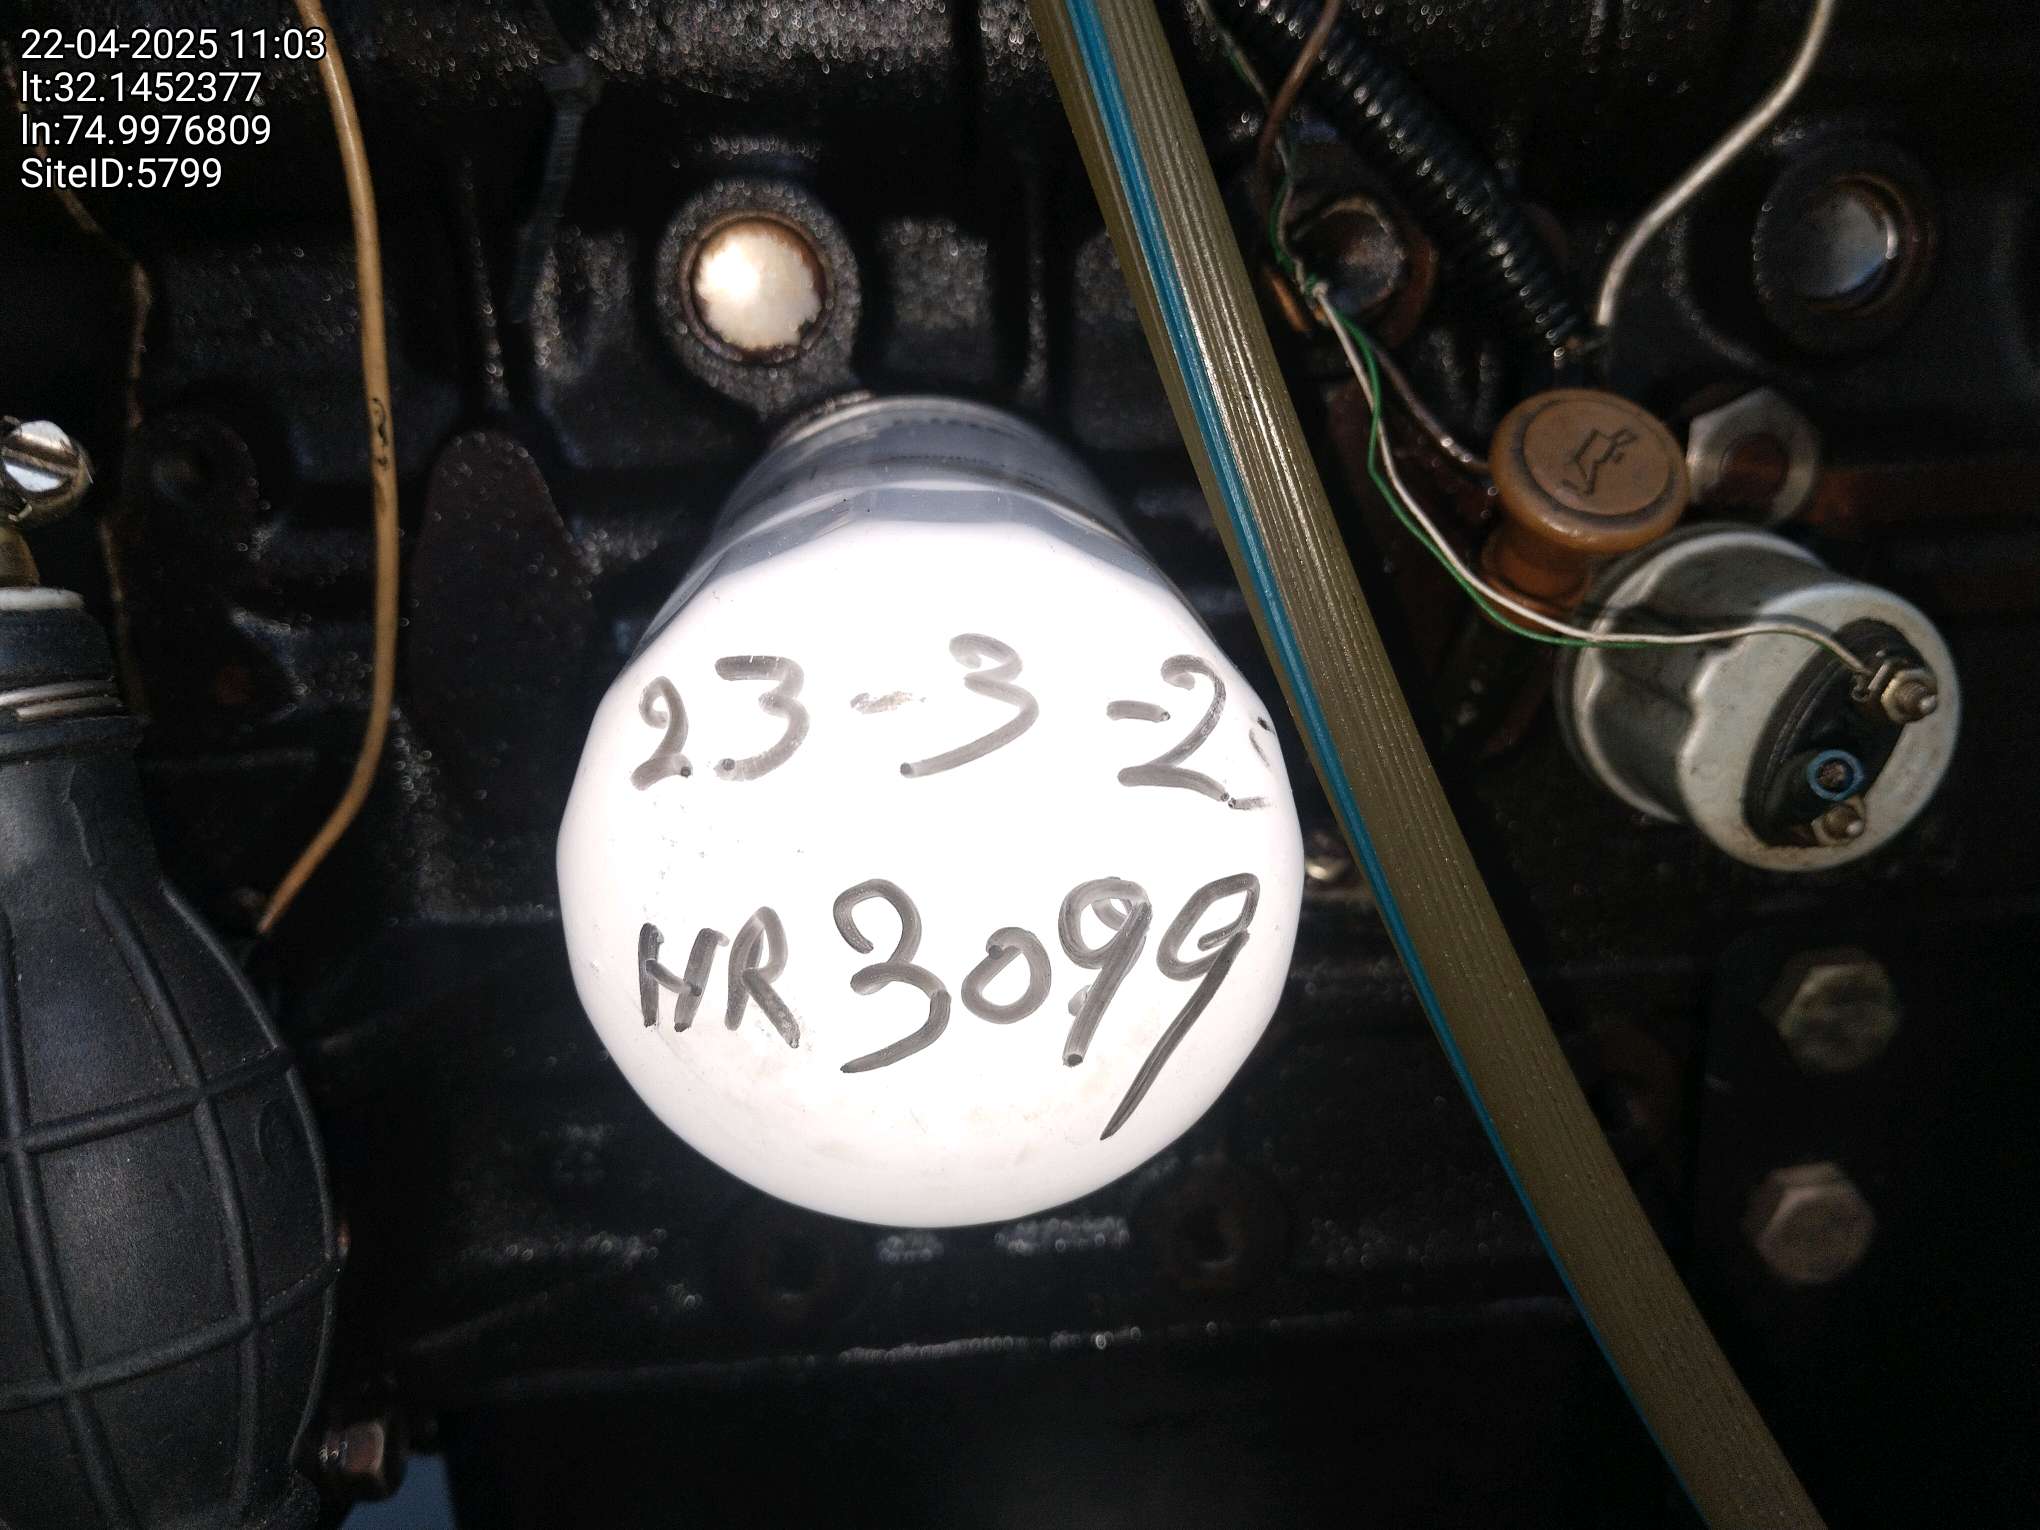 22-04-2025 11:03
lt:32.1452377
ln:74.9976809
SiteID:5799
23-3-2
HR 3099